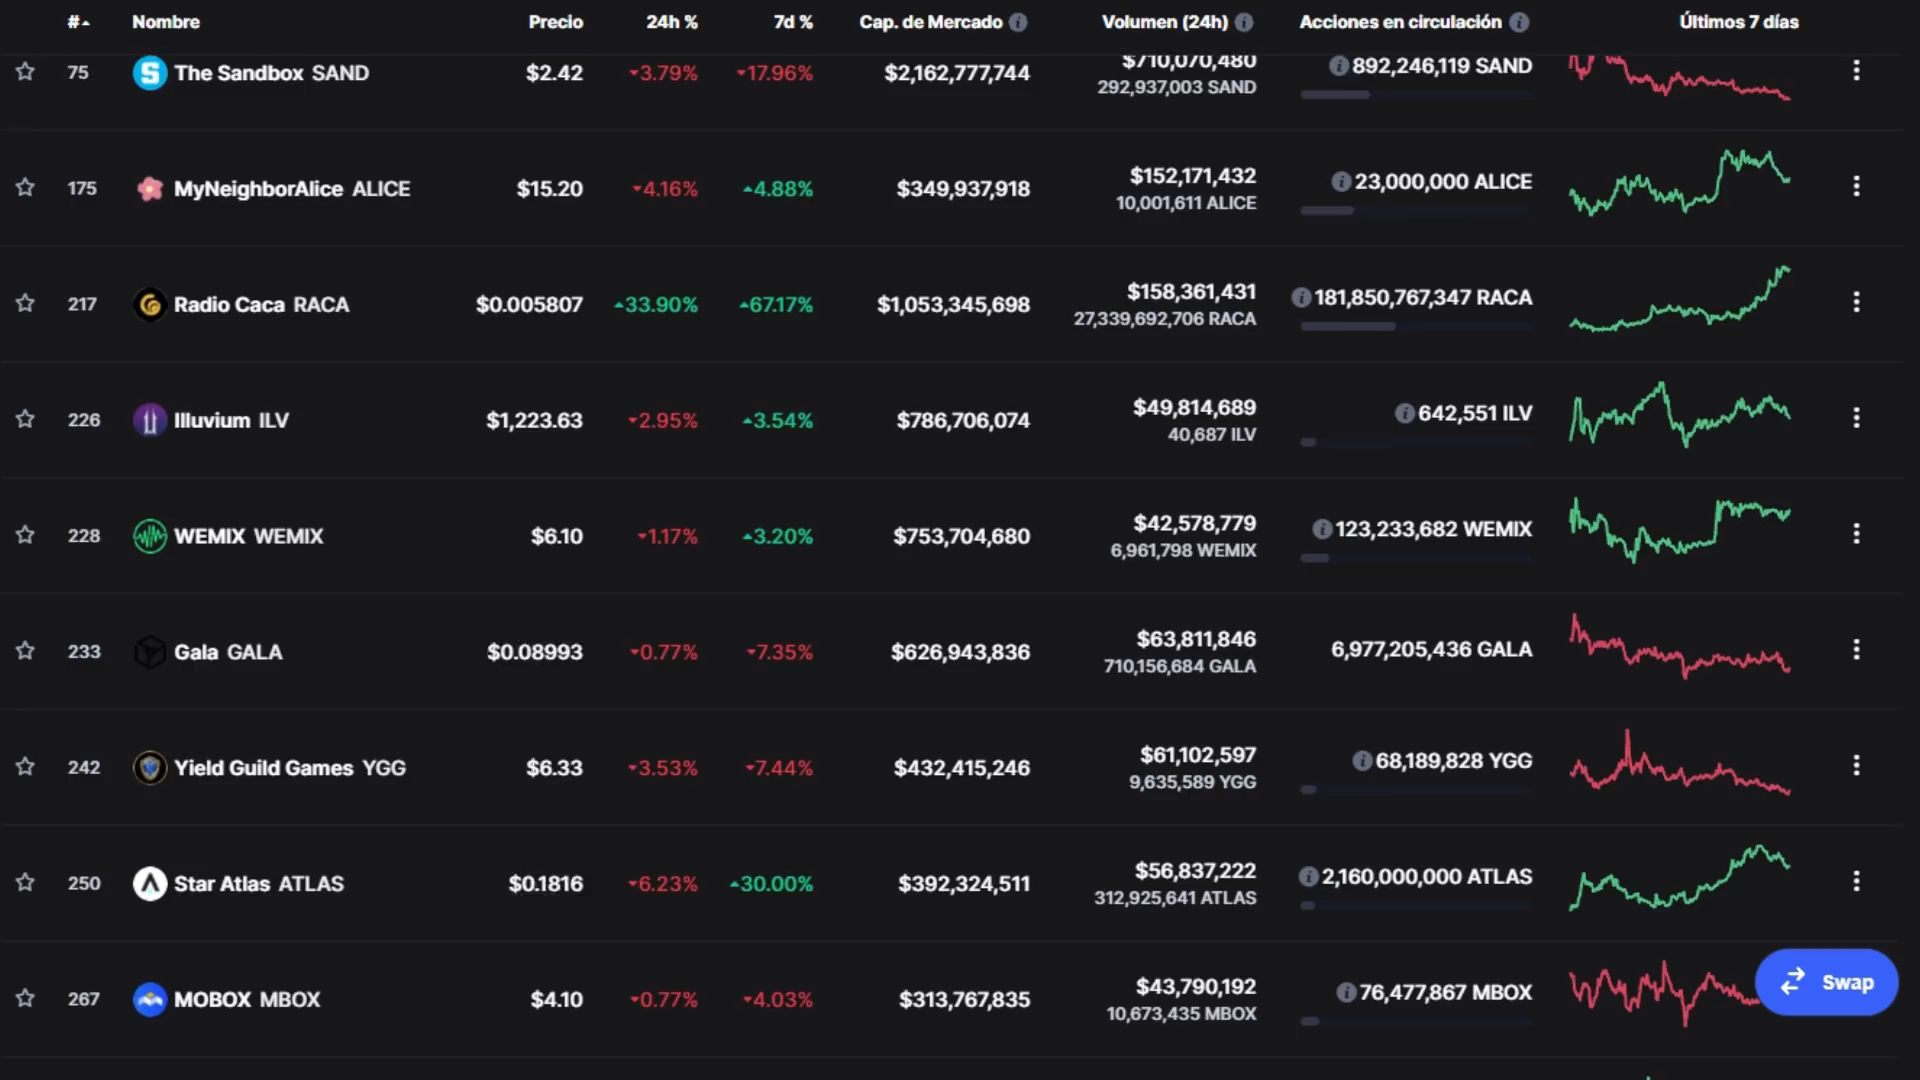 # Nombre Precio 24h % 7d % Cap. de Mercado Volumen (24h) Acciones en circulación Últimos 7 días
75 The Sandbox SAND $2.42 3.79% 17.96% $2,162,777,744 $710,070,480 892,246,119 SAND
292,937,003 SAND
175 MyNeighborAlice ALICE $15.20 4.16% 4.88% $349,937,918 $152,171,432 23,000,000 ALICE
10,001,611 ALICE
217 Radio Caca RACA $0.005807 33.90% 67.17% $1,053,345,698 $158,361,431 181,850,767,347 RACA
27,339,692,706 RACA
226 Illuvium ILV $1,223.63 2.95% 3.54% $786,706,074 $49,814,689 642,551 ILV
40,687 ILV
228 WEMIX WEMIX $6.10 1.17% 3.20% $753,704,680 $42,578,779 123,233,682 WEMIX
6,961,798 WEMIX
233 Gala GALA $0.08993 0.77% 7.35% $626,943,836 $63,811,846 6,977,205,436 GALA
710,156,684 GALA
242 Yield Guild Games YGG $6.33 3.53% 7.44% $432,415,246 $61,102,597 68,189,828 YGG
9,635,589 YGG
250 Star Atlas ATLAS $0.1816 6.23% 30.00% $392,324,511 $56,837,222 2,160,000,000 ATLAS
312,925,641 ATLAS
267 MOBOX MBOX $4.10 0.77% 4.03% $313,767,835 $43,790,192 76,477,867 MBOX
10,673,435 MBOX
Swap